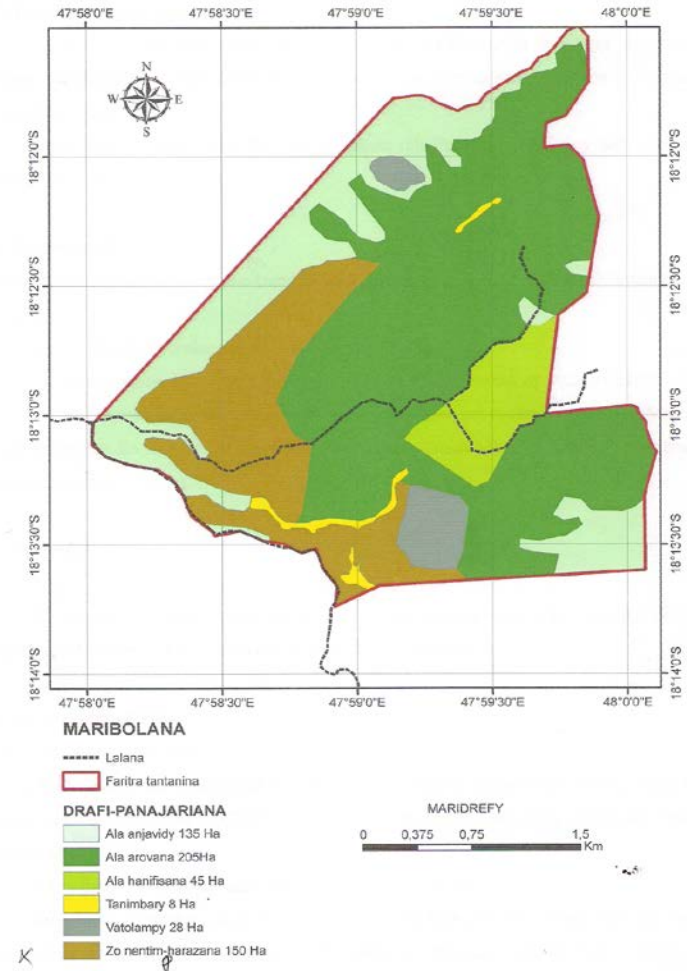 47°58'0"E 47°58'30"E 47°59'0"E 47°59'30"E 48°0'0"E
N
W E
S
18°12'0"S 18°12'0"S
18°12'30"S 18°12'30"S
18°13'0"S 18°13'0"S
18°13'30"S 18°13'30"S
18°14'0"S 18°14'0"S
47°58'0"E 47°58'30"E 47°59'0"E 47°59'30"E 48°0'0"E
MARIBOLANA
Lalana
Faritra tantanina
DRAFI-PANAJARIANA
Ala anjavidy 135 Ha
Ala arovana 205Ha
Ala hanifisana 45 Ha
Tanimbary 8 Ha
Vatolampy 28 Ha
Zo nentim-harazana 150 Ha
MARIDREFY
0 0,375 0,75 1,5
Km